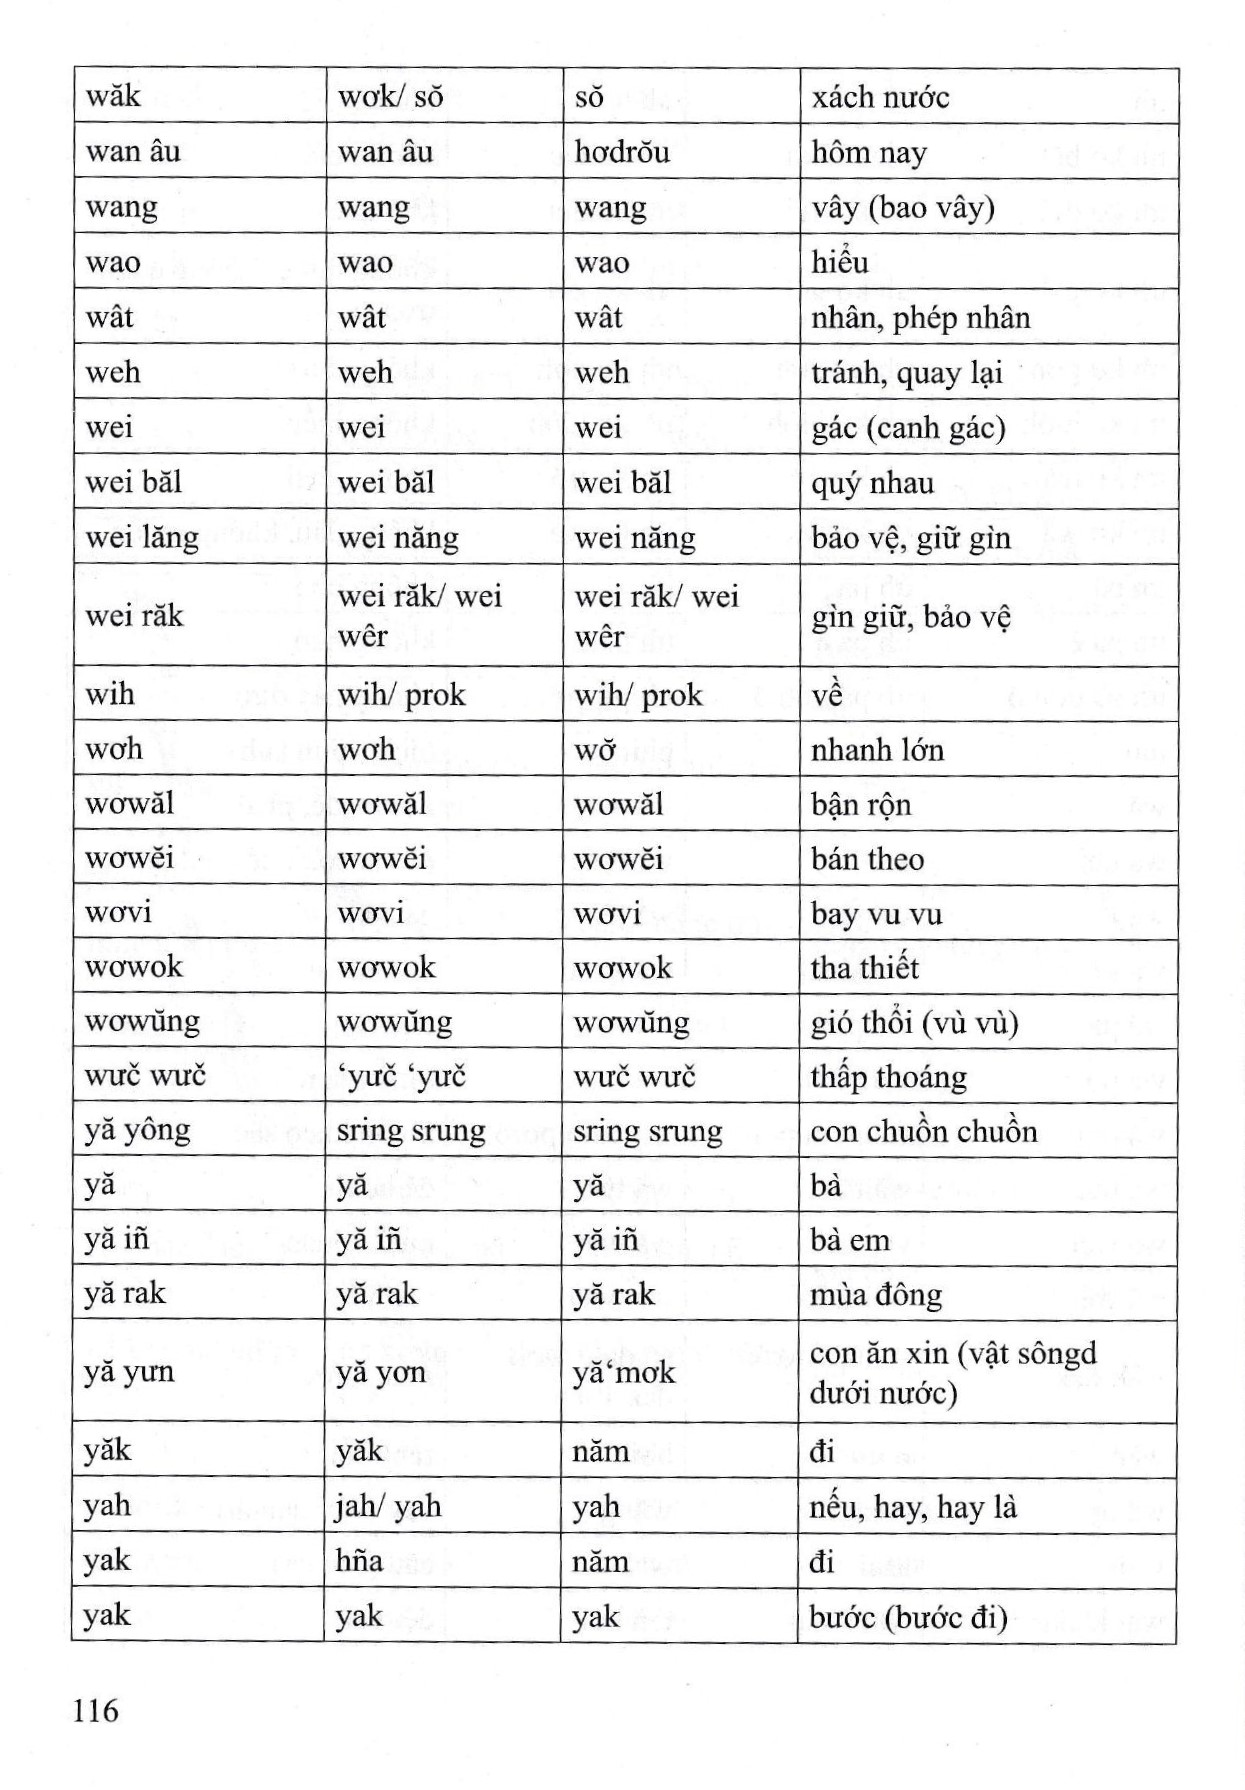 wăk wơk/ sŏ sŏ xách nước
wan âu wan âu hơdrŏu hôm nay
wang wang wang vây (bao vây)
wao wao wao hiểu
wât wât wât nhân, phép nhân
weh weh weh tránh, quay lại
wei wei wei gác (canh gác)
wei băl wei băl wei băl quý nhau
wei lăng wei năng wei năng bảo vệ, giữ gìn
wei răk wei răk/ wei wêr wei răk/ wei wêr gìn giữ, bảo vệ
wih wih/ prok wih/ prok về
wơh wơh wơ̆ nhanh lớn
wơwăl wơwăl wơwăl bận rộn
wơwĕi wơwĕi wơwĕi bán theo
wơvi wơvi wơvi bay vu vu
wơwok wơwok wơwok tha thiết
wơwŭng wơwŭng wơwŭng gió thổi (vù vù)
wưč wưč ‘yưč ‘yưč wưč wưč thấp thoáng
yă yông sring srung sring srung con chuồn chuồn
yă yă yă bà
yă iñ yă iñ yă iñ bà em
yă rak yă rak yă rak mùa đông
yă yưn yă yơn yă‘mơk con ăn xin (vật sôngd dưới nước)
yăk yăk năm đi
yah jah/ yah yah nếu, hay, hay là
yak hña năm đi
yak yak yak bước (bước đi)
116